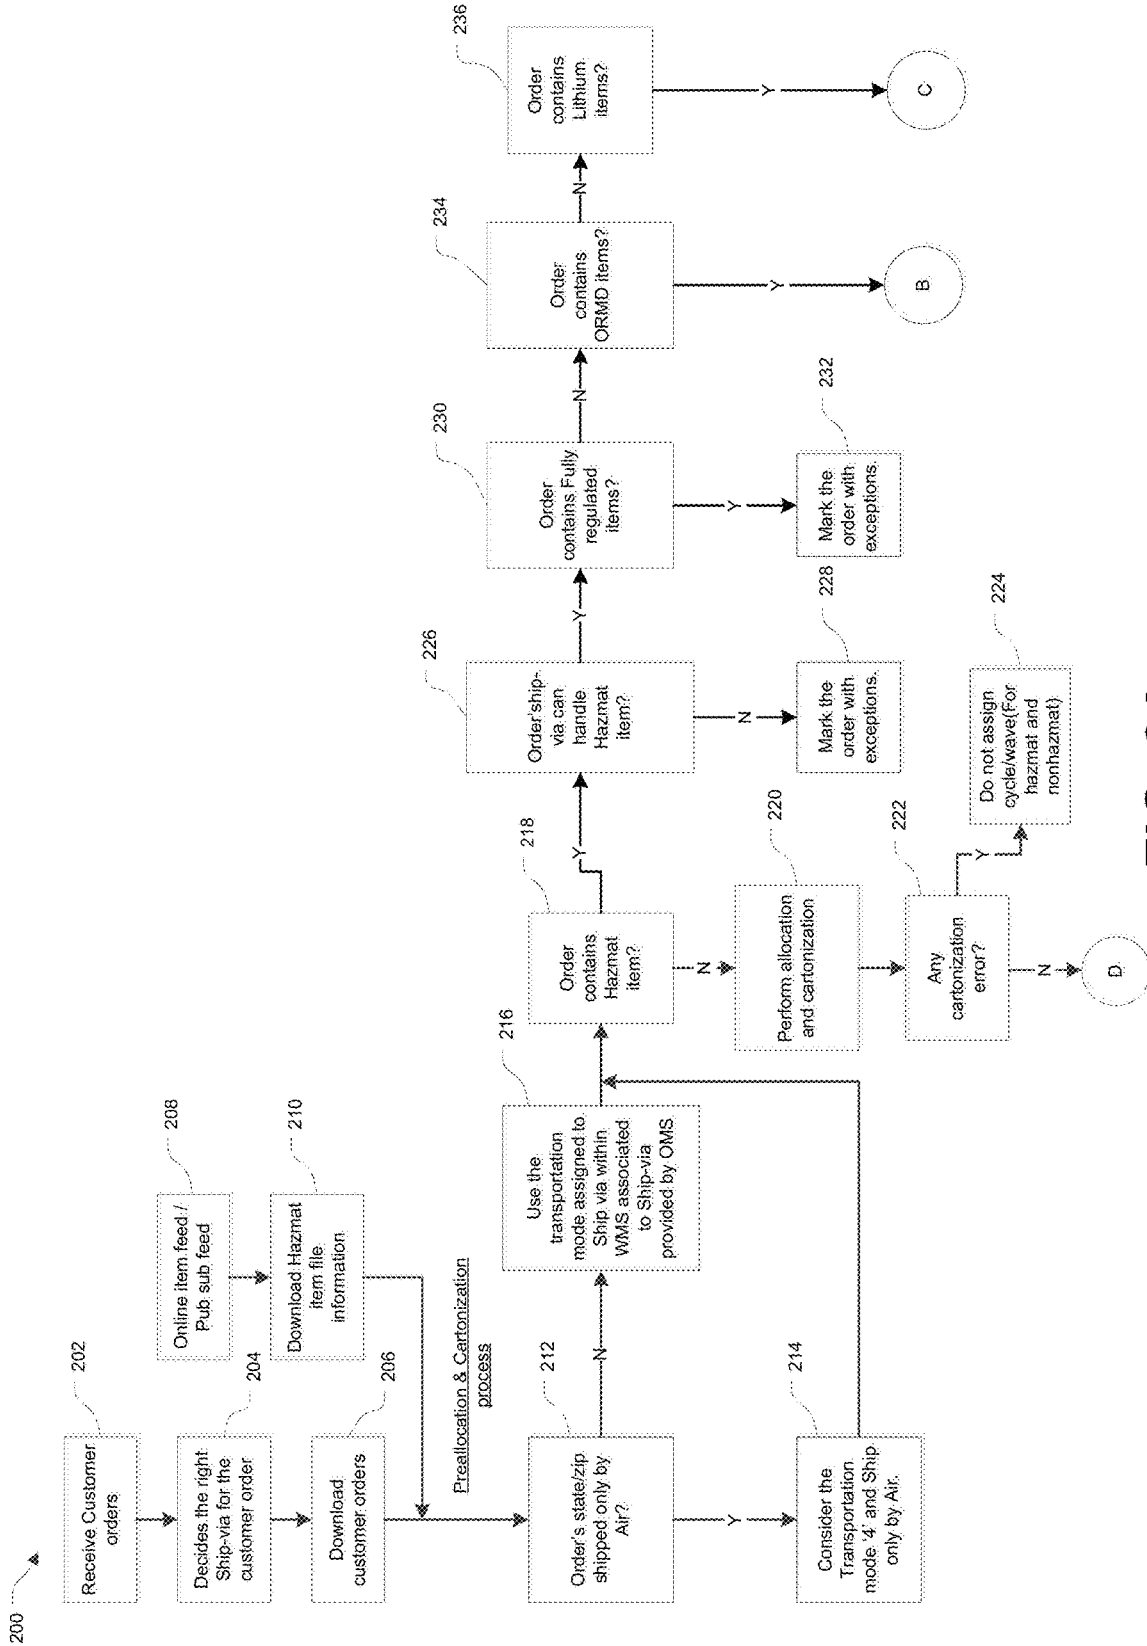 200
202
Receive Customer
orders
204
Decides the right
Ship-via for the
customer order
206
Download
customer orders
208
Online item feed /
Pub sub feed
210
Download Hazmat
item file
information
Preallocation & Cartonization
process
212
Order's state/zip
shipped only by
Air?
N
Y
214
Consider the
Transportation
mode '4' and Ship
only by Air.
216
Use the
transportation
mode assigned to
Ship via within
WMS associated
to Ship-via
provided by OMS
218
Order
contains
Hazmat
item?
Y
N
220
Perform allocation
and cartonization
222
Any
cartonization
error?
Y
N
D
224
Do not assign
cycle/wave(For
hazmat and
nonhazmat)
226
Order ship-
via can
handle
Hazmat
item?
Y
N
228
Mark the
order with
exceptions.
230
Order
contains Fully
regulated
items?
N
Y
232
Mark the
order with
exceptions.
234
Order
contains
ORMD items?
N
Y
B
236
Order
contains
Lithium
items?
Y
C